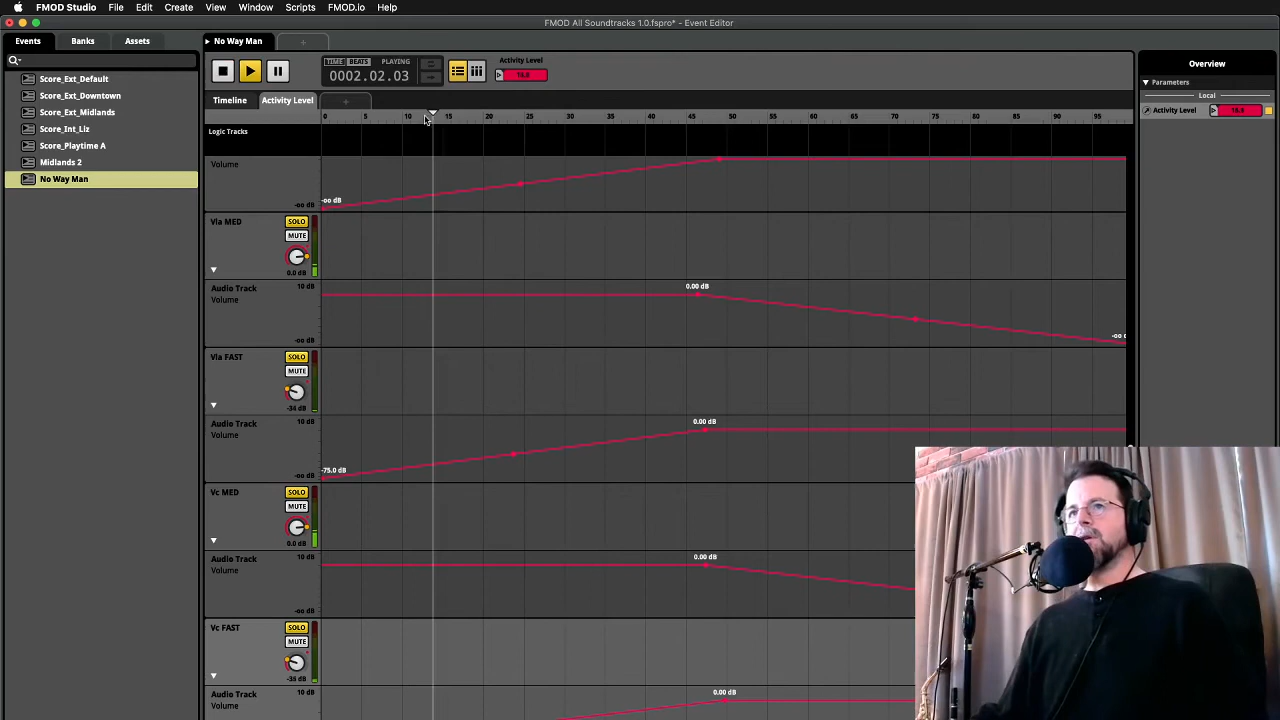 FMOD Studio File Edit Create View Window Scripts FMOD.io Help
FMOD All Soundtracks 1.0.fspro* - Event Editor
Events Banks Assets
No Way Man +
Score_Ext_Default
Score_Ext_Downtown
Score_Ext_Midlands
Score_Int_Liz
Score_Playtime A
Midlands 2
No Way Man
TIME BEATS PLAYING
0002.02.03
Activity Level
Timeline Activity Level +
0 5 10 15 20 25 30 35 40 45 50 55 60 65 70 75 80 85 90 95
Logic Tracks
Volume
-oo dB
-oo dB
Vla MED
SOLO
MUTE
0.0 dB
Audio Track
Volume
10 dB
-oo dB
0.00 dB
-oo
Vla FAST
SOLO
MUTE
-34 dB
Audio Track
Volume
10 dB
-oo dB
0.00 dB
-75.0 dB
Vc MED
SOLO
MUTE
0.0 dB
Audio Track
Volume
10 dB
-oo dB
0.00 dB
Vc FAST
SOLO
MUTE
Audio Track
Volume
10 dB
0.00 dB
Overview
Parameters
Local
Activity Level